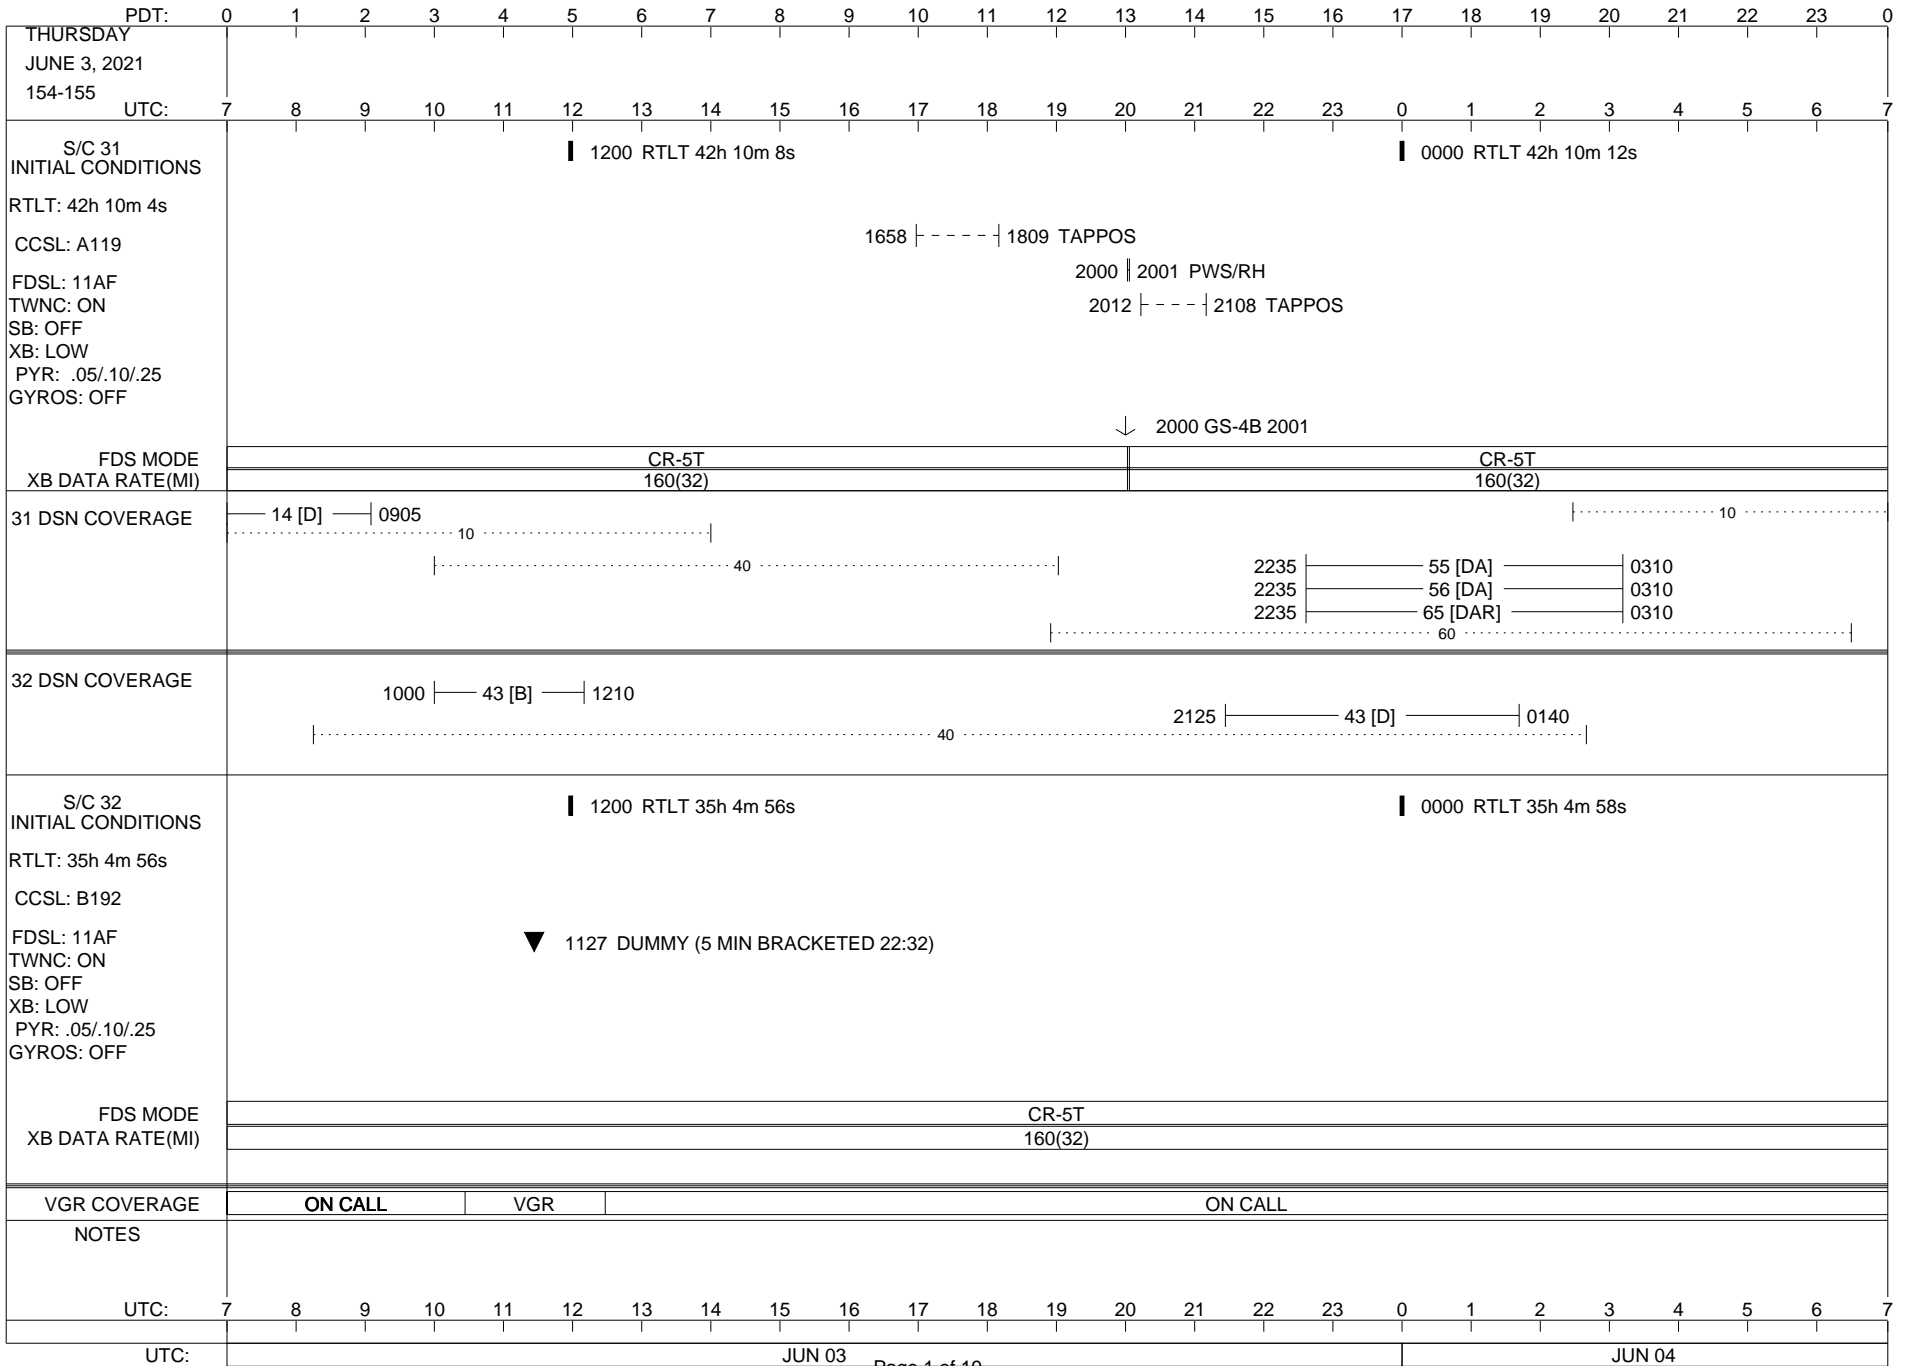 PDT: 0 1 2 3 4 5 6 7 8 9 10 11 12 13 14 15 16 17 18 19 20 21 22 23 0
THURSDAY
JUNE 3, 2021
154-155
UTC: 7 8 9 10 11 12 13 14 15 16 17 18 19 20 21 22 23 0 1 2 3 4 5 6 7
S/C 31
INITIAL CONDITIONS
1200 RTLT 42h 10m 8s
0000 RTLT 42h 10m 12s
RTLT: 42h 10m 4s
1658 1809 TAPPOS
CCSL: A119
2000 2001 PWS/RH
FDSL: 11AF
TWNC: ON
2012 2108 TAPPOS
SB: OFF
XB: LOW
PYR: .05/.10/.25
GYROS: OFF
2000 GS-4B 2001
FDS MODE CR-5T CR-5T
XB DATA RATE(MI) 160(32) 160(32)
31 DSN COVERAGE
14 [D] 0905
10
10
40
2235 55 [DA] 0310
2235 56 [DA] 0310
2235 65 [DAR] 0310
60
32 DSN COVERAGE
1000 43 [B] 1210
2125 43 [D] 0140
40
S/C 32
INITIAL CONDITIONS
1200 RTLT 35h 4m 56s
0000 RTLT 35h 4m 58s
RTLT: 35h 4m 56s
CCSL: B192
FDSL: 11AF
1127 DUMMY (5 MIN BRACKETED 22:32)
TWNC: ON
SB: OFF
XB: LOW
PYR: .05/.10/.25
GYROS: OFF
FDS MODE CR-5T
XB DATA RATE(MI) 160(32)
VGR COVERAGE ON CALL VGR ON CALL
NOTES
UTC: 7 8 9 10 11 12 13 14 15 16 17 18 19 20 21 22 23 0 1 2 3 4 5 6 7
UTC: JUN 03 JUN 04
Page 1 of 19